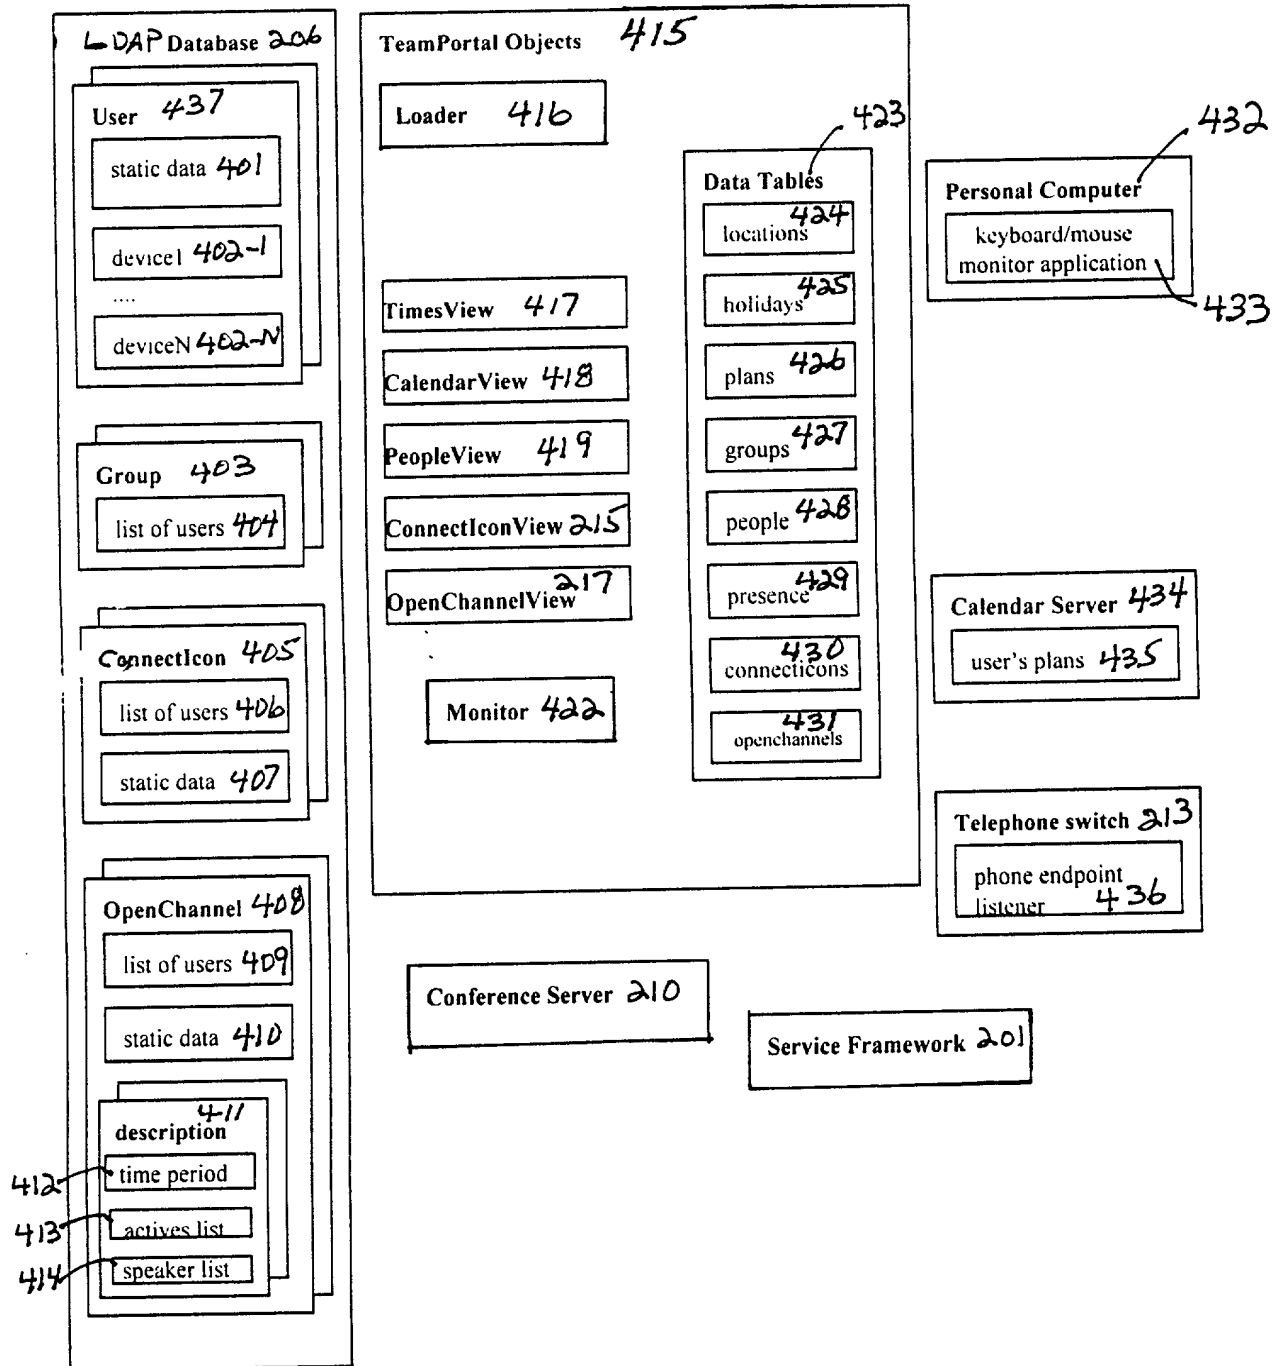 LDAP Database 206
User 437
static data 401
device1 402-1
....
deviceN 402-N
Group 403
list of users 404
ConnectIcon 405
list of users 406
static data 407
OpenChannel 408
list of users 409
static data 410
411
description
412
time period
413
actives list
414
speaker list
TeamPortal Objects 415
Loader 416
TimesView 417
CalendarView 418
PeopleView 419
ConnectIconView 215
217
OpenChannelView
Monitor 422
423
Data Tables
424
locations
425
holidays
plans 426
groups 427
people 428
presence 429
430
connecticons
431
openchannels
432
Personal Computer
keyboard/mouse
monitor application
433
Calendar Server 434
user's plans 435
Telephone switch 213
phone endpoint
listener 436
Conference Server 210
Service Framework 201